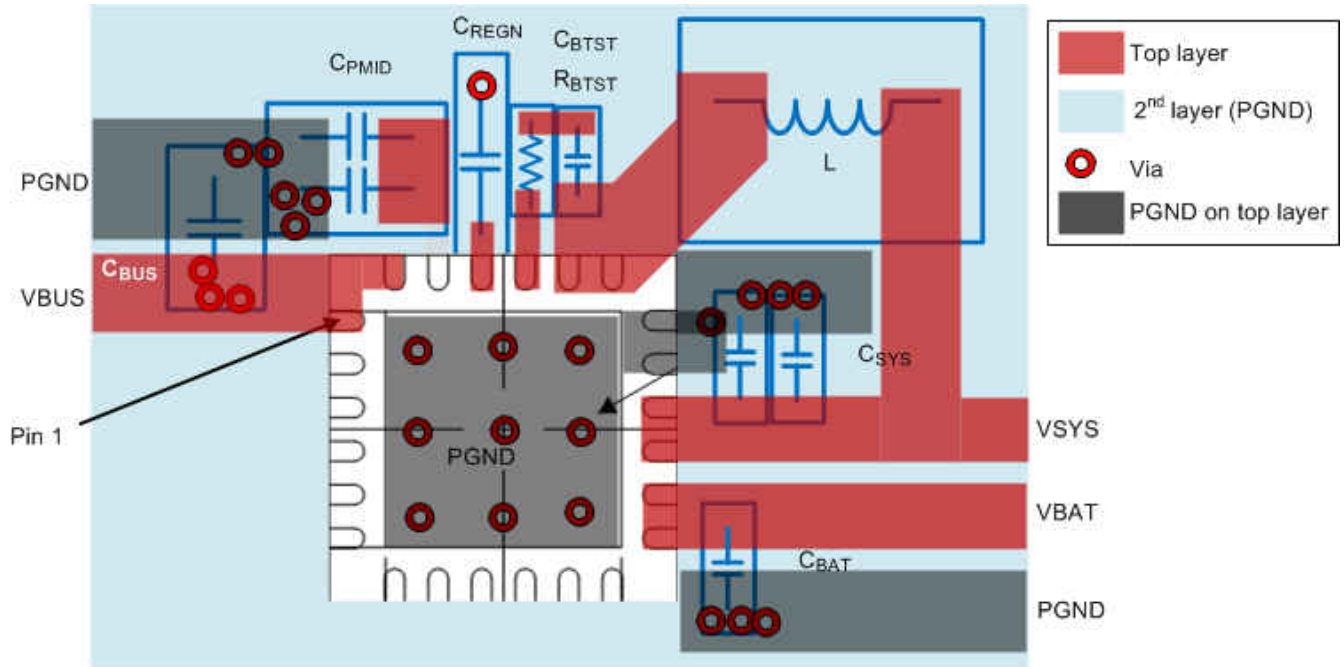 CREGN
CBTST
CPMID
RBTST
Top layer
2nd layer (PGND)
L
Via
PGND
PGND on top layer
CBUS
VBUS
CSYS
Pin 1
VSYS
PGND
VBAT
CBAT
PGND